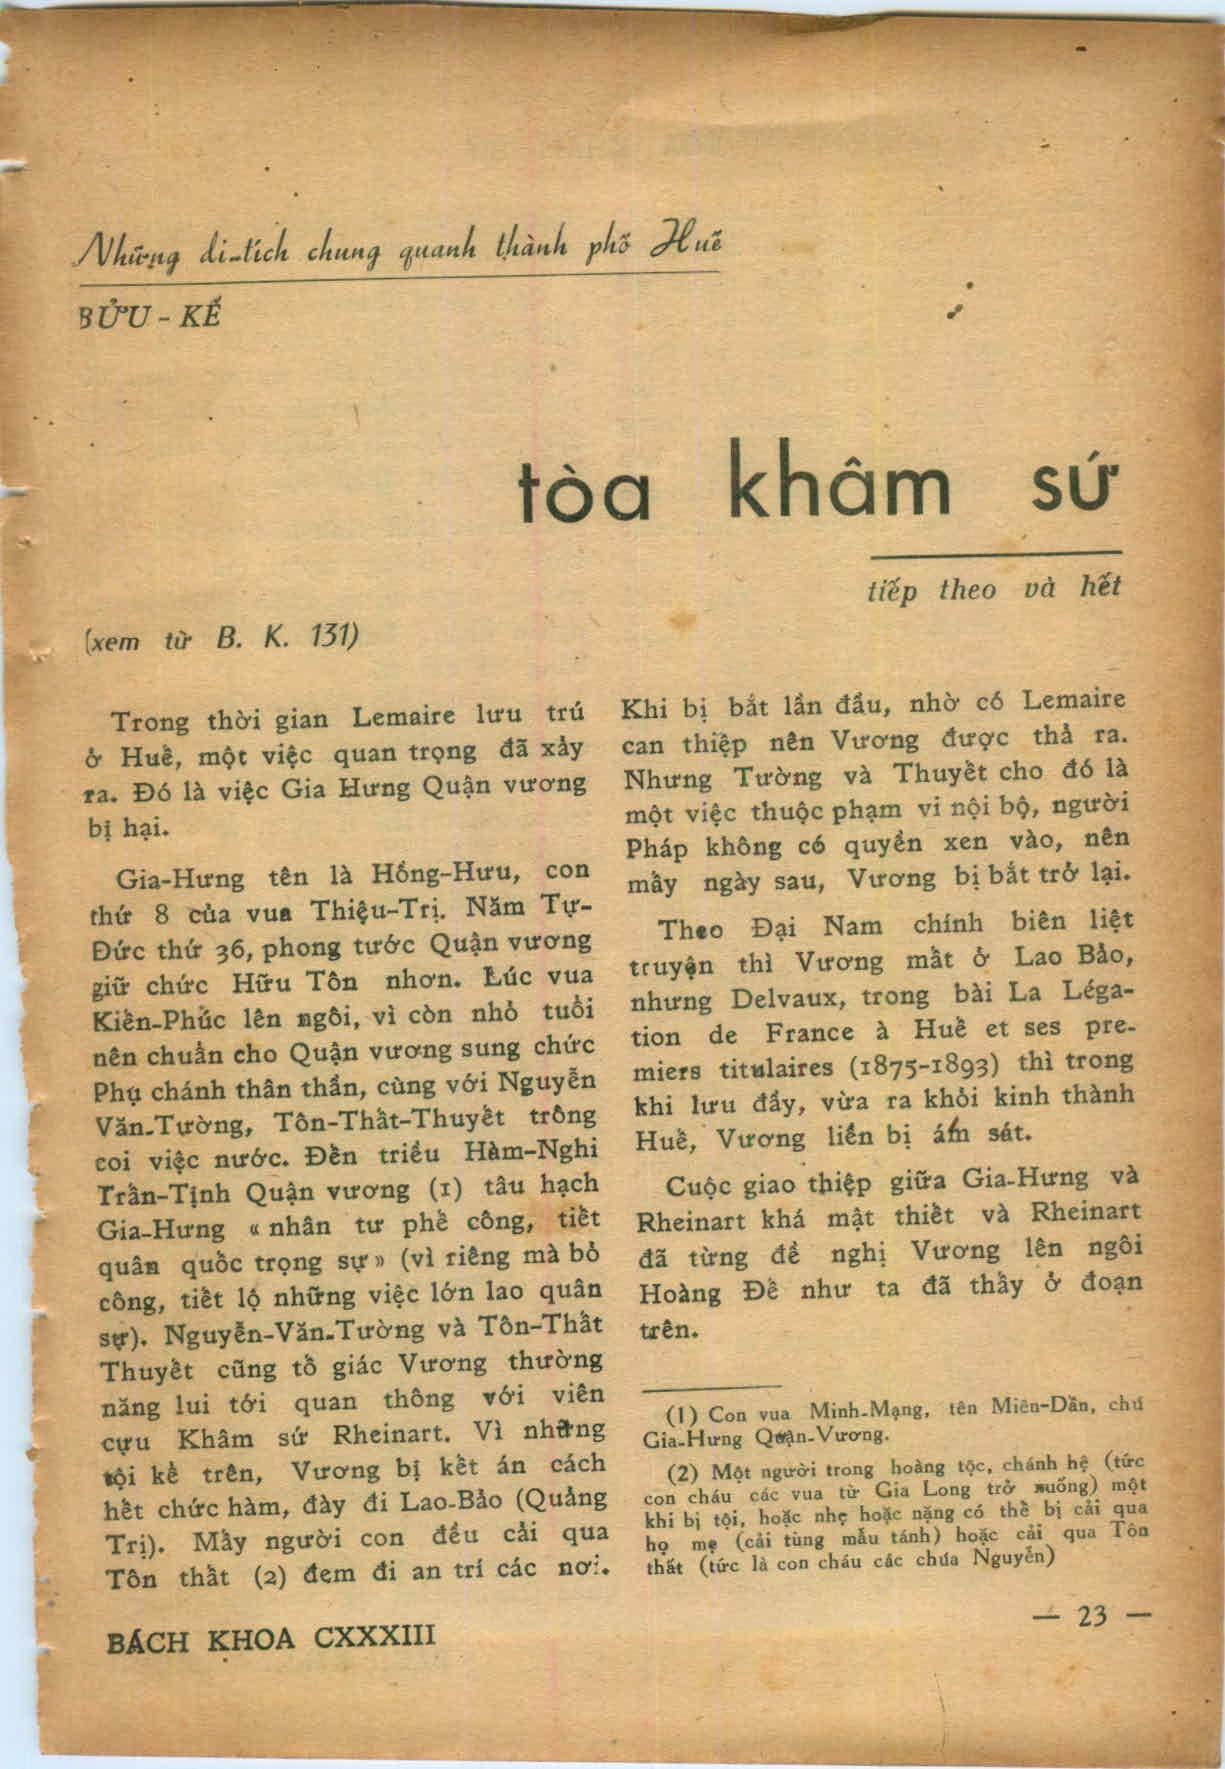 Những di-tích chung quanh thành phố Huế
BỬU - KẾ
tòa khâm sứ
tiếp theo và hết
(xem từ B. K. 131)
Trong thời gian Lemaire lưu trú
ở Huế, một việc quan trọng đã xảy
ra. Đó là việc Gia Hưng Quận vương
bị hại.
Gia-Hưng tên là Hồng-Hưu, con
thứ 8 của vua Thiệu-Trị. Năm Tự-
Đức thứ 36, phong tước Quận vương
giữ chức Hữu Tôn nhơn. Lúc vua
Kiến-Phúc lên ngôi, vì còn nhỏ tuổi
nên chuẩn cho Quận vương sung chức
Phụ chánh thân thần, cùng với Nguyễn
Văn-Tường, Tôn-Thất-Thuyết trông
coi việc nước. Đến triều Hàm-Nghi
Trấn-Tịnh Quận vương (1) tâu hạch
Gia-Hưng « nhân tư phế công, tiết
quân quốc trọng sự » (vì riêng mà bỏ
công, tiết lộ những việc lớn lao quân
sự). Nguyễn-Văn-Tường và Tôn-Thất
Thuyết cũng tố giác Vương thường
năng lui tới quan thông với viên
cựu Khâm sứ Rheinart. Vì những
tội kể trên, Vương bị kết án cách
hết chức hàm, đày đi Lao-Bảo (Quảng
Trị). Mấy người con đều cải qua
Tôn thất (2) đem đi an trí các nơi.
Khi bị bắt lần đầu, nhờ có Lemaire
can thiệp nên Vương được thả ra.
Nhưng Tường và Thuyết cho đó là
một việc thuộc phạm vi nội bộ, người
Pháp không có quyền xen vào, nên
mấy ngày sau, Vương bị bắt trở lại.
Theo Đại Nam chính biên liệt
truyện thì Vương mất ở Lao Bảo,
nhưng Delvaux, trong bài La Léga-
tion de France à Huế et ses pre-
miers titulaires (1875-1893) thì trong
khi lưu đầy, vừa ra khỏi kinh thành
Huế, Vương liền bị ám sát.
Cuộc giao thiệp giữa Gia-Hưng và
Rheinart khá mật thiết và Rheinart
đã từng đề nghị Vương lên ngôi
Hoàng Đế như ta đã thấy ở đoạn
trên.
(1) Con vua Minh-Mạng, tên Miên-Dần, chú
Gia-Hưng Quận-Vương.
(2) Một người trong hoàng tộc, chánh hệ (tức
con cháu các vua từ Gia Long trở xuống) một
khi bị tội, hoặc nhẹ hoặc nặng có thể bị cải qua
họ mẹ (cải tùng mẫu tánh) hoặc cải qua Tôn
thất (tức là con cháu các chúa Nguyễn)
BÁCH KHOA CXXXIII
— 23 —